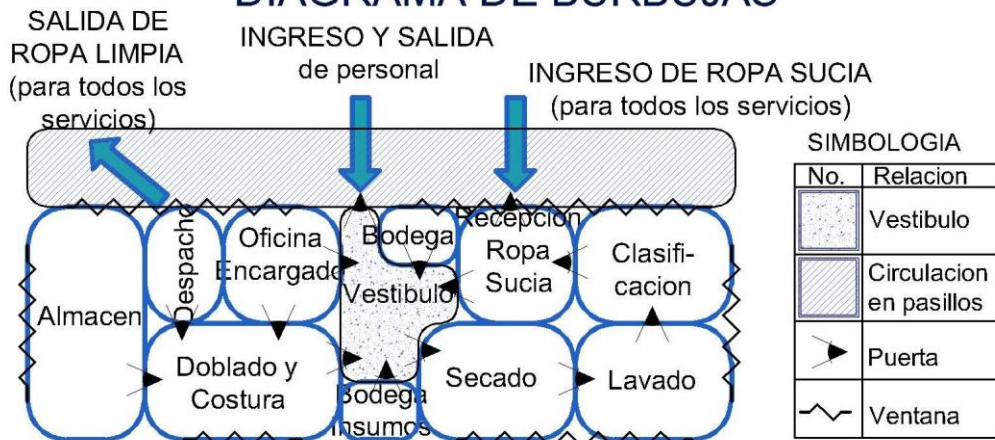 DIAGRAMA DE BURBUJAS
SALIDA DE
ROPA LIMPIA
(para todos los
servicios)
INGRESO Y SALIDA
de personal
INGRESO DE ROPA SUCIA
(para todos los servicios)
Almacen
Despacho
Oficina
Encargado
Bodega
Vestibulo
Recepcion
Ropa
Sucia
Clasifi-
cacion
Doblado y
Costura
Bodega
Insumos
Secado
Lavado
SIMBOLOGIA
No. Relacion
Vestibulo
Circulacion
en pasillos
Puerta
Ventana